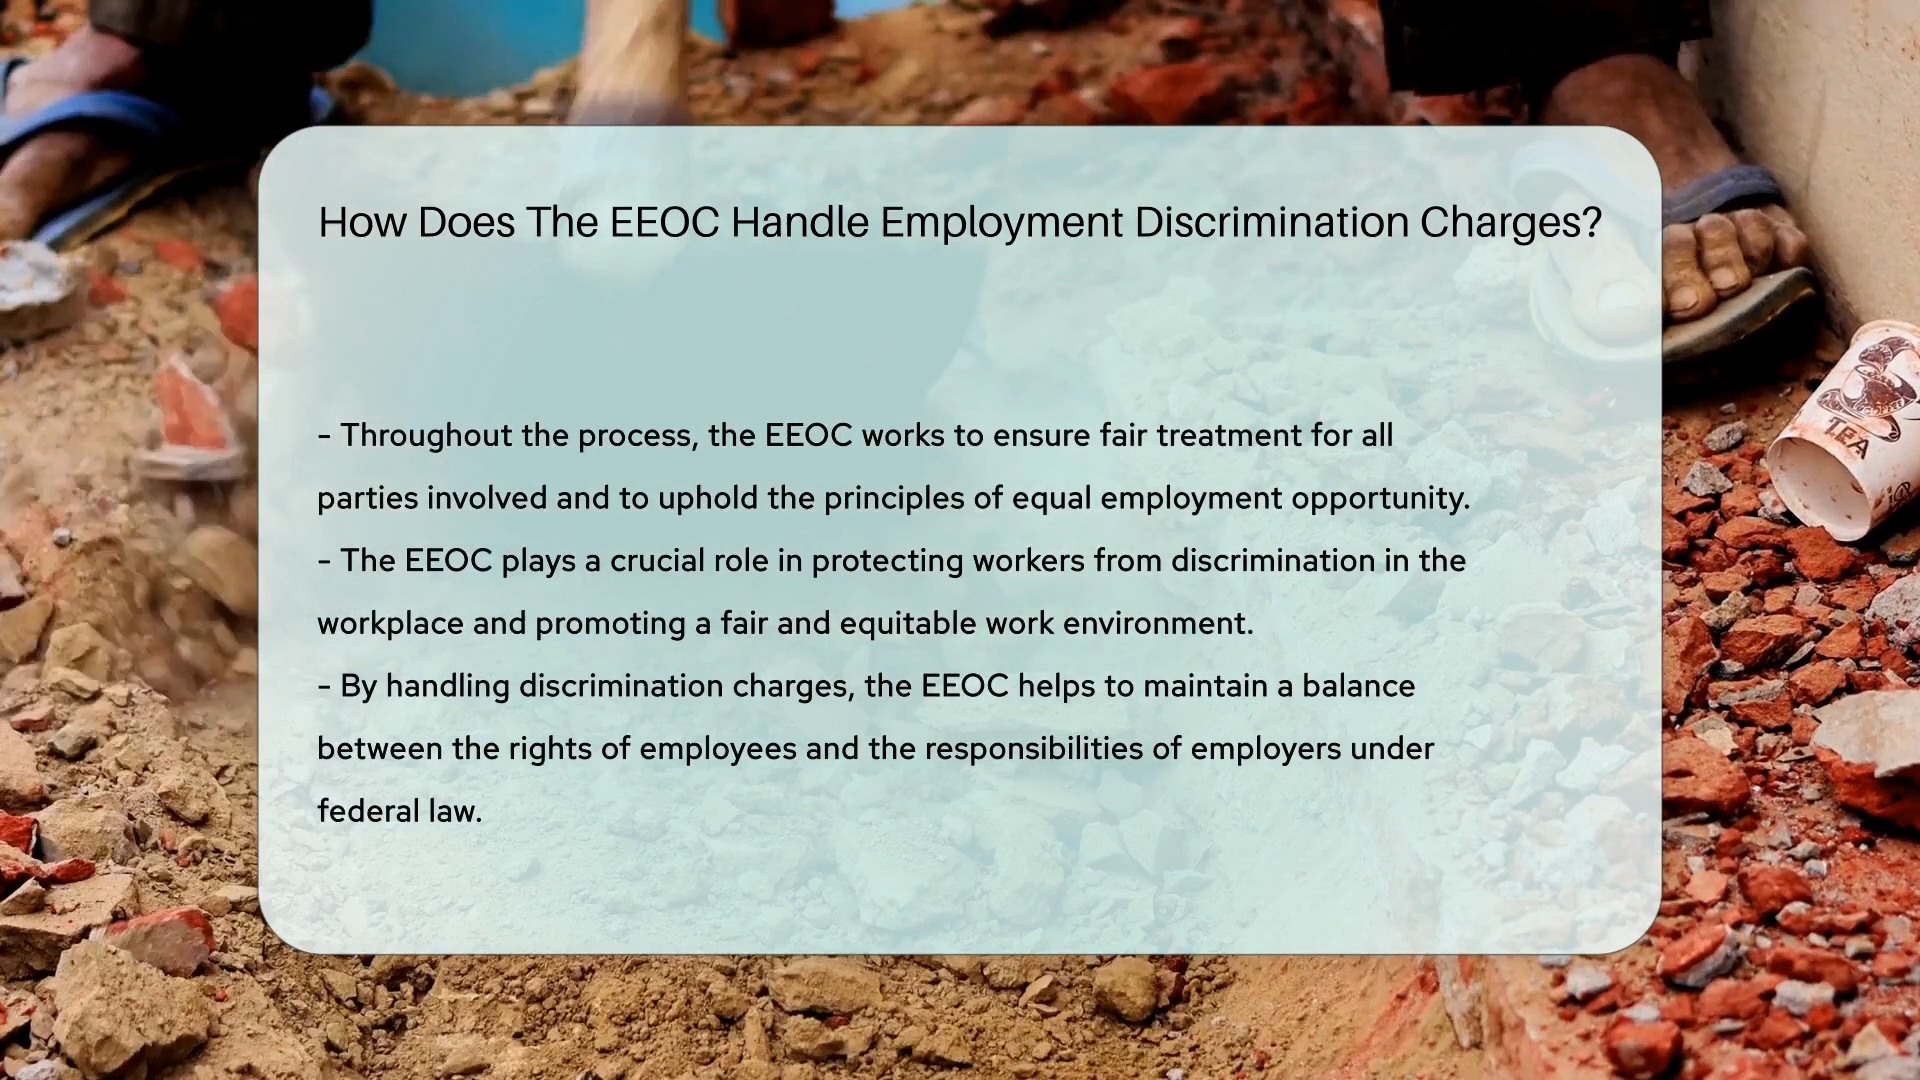 How Does The EEOC Handle Employment Discrimination Charges?
- Throughout the process, the EEOC works to ensure fair treatment for all
parties involved and to uphold the principles of equal employment opportunity.
- The EEOC plays a crucial role in protecting workers from discrimination in the
workplace and promoting a fair and equitable work environment.
- By handling discrimination charges, the EEOC helps to maintain a balance
between the rights of employees and the responsibilities of employers under
federal law.
TEA